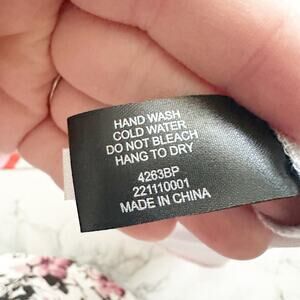 HAND WASH
COLD WATER
DO NOT BLEACH
HANG TO DRY
4263BP
221110001
MADE IN CHINA